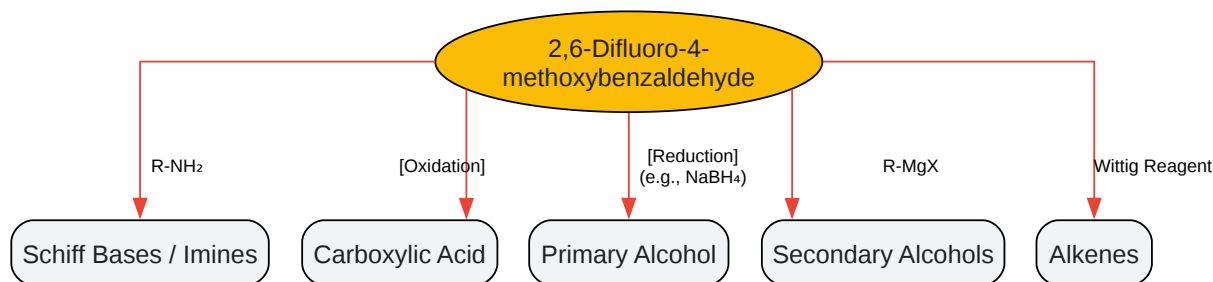 2,6-Difluoro-4-
methoxybenzaldehyde
R-NH₂
[Oxidation]
[Reduction]
(e.g., NaBH₄)
R-MgX
Wittig Reagent
Schiff Bases / Imines
Carboxylic Acid
Primary Alcohol
Secondary Alcohols
Alkenes